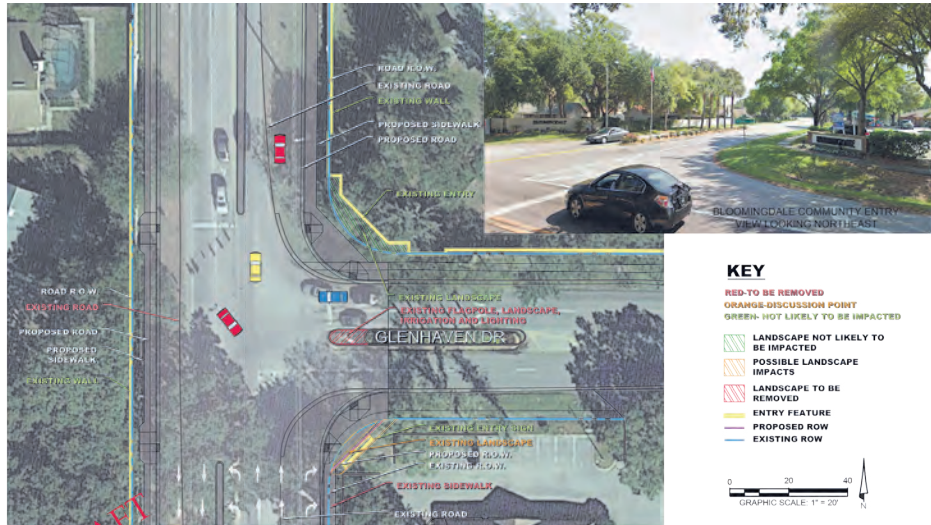 ROAD R.O.W.
EXISTING ROAD
EXISTING WALL
PROPOSED SIDEWALK
PROPOSED ROAD
EXISTING ENTRY
BLOOMINGDALE COMMUNITY ENTRY
VIEW LOOKING NORTHEAST
ROAD R.O.W
EXISTING ROAD
PROPOSED ROAD
PROPOSED
SIDEWALK
EXISTING WALL
EXISTING LANDSCAPE
EXISTING FLAGPOLE, LANDSCAPE,
IRRIGATION AND LIGHTING
GLENHAVEN DR
EXISTING ENTRY SIGN
EXISTING LANDSCAPE
PROPOSED R.O.W.
EXISTING R.O.W.
EXISTING SIDEWALK
EXISTING ROAD
KEY
RED-TO BE REMOVED
ORANGE-DISCUSSION POINT
GREEN- NOT LIKELY TO BE IMPACTED
LANDSCAPE NOT LIKELY TO
BE IMPACTED
POSSIBLE LANDSCAPE
IMPACTS
LANDSCAPE TO BE
REMOVED
ENTRY FEATURE
PROPOSED ROW
EXISTING ROW
0 20 40
GRAPHIC SCALE: 1" = 20'
N